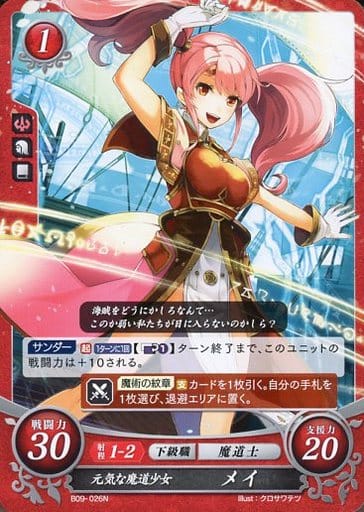 1
海賊をどうにかしろなんて…
このか弱い私たちが目に入らないのかしら？
サンダー 起 1ターンに1回 【1】ターン終了まで、このユニットの
戦闘力は＋10される。
魔術の紋章 支 カードを1枚引く。自分の手札を
1枚選び、退避エリアに置く。
戦闘力
30
射程 1-2 下級職 魔道士
支援力
20
元気な魔道少女 メイ
B09-026N
Illust：クロサワテツ